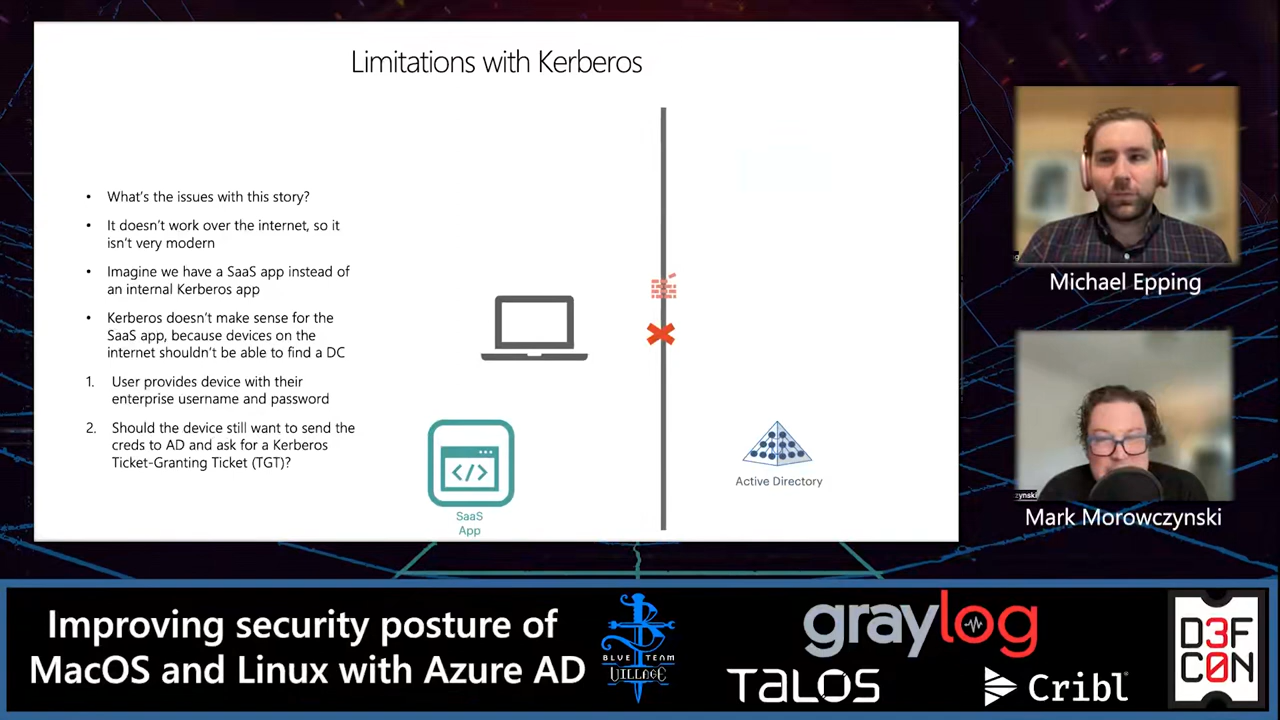 Limitations with Kerberos
• What's the issues with this story?
• It doesn't work over the internet, so it
isn't very modern
• Imagine we have a SaaS app instead of
an internal Kerberos app
• Kerberos doesn't make sense for the
SaaS app, because devices on the
internet shouldn't be able to find a DC
1. User provides device with their
enterprise username and password
2. Should the device still want to send the
creds to AD and ask for a Kerberos
Ticket-Granting Ticket (TGT)?
</>
SaaS
App
Active Directory
Michael Epping
zynski
Mark Morowczynski
Improving security posture of
MacOS and Linux with Azure AD
BLUE TEAM
VILLAGE
graylog
TALOS
Cribl
D3F
C0N